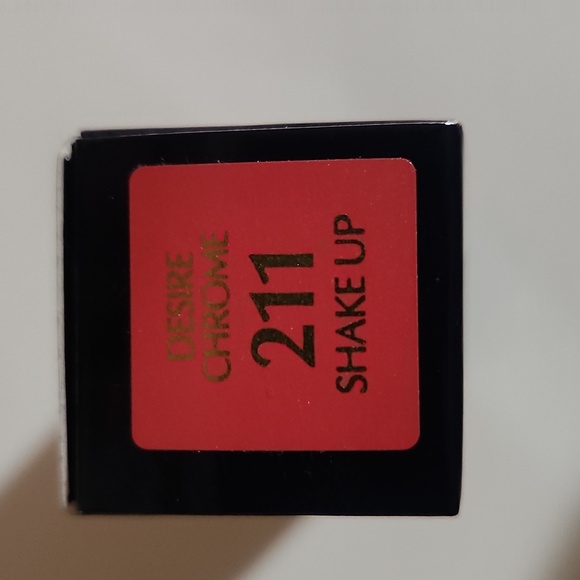 DESIRE
CHROME
211
SHAKE UP